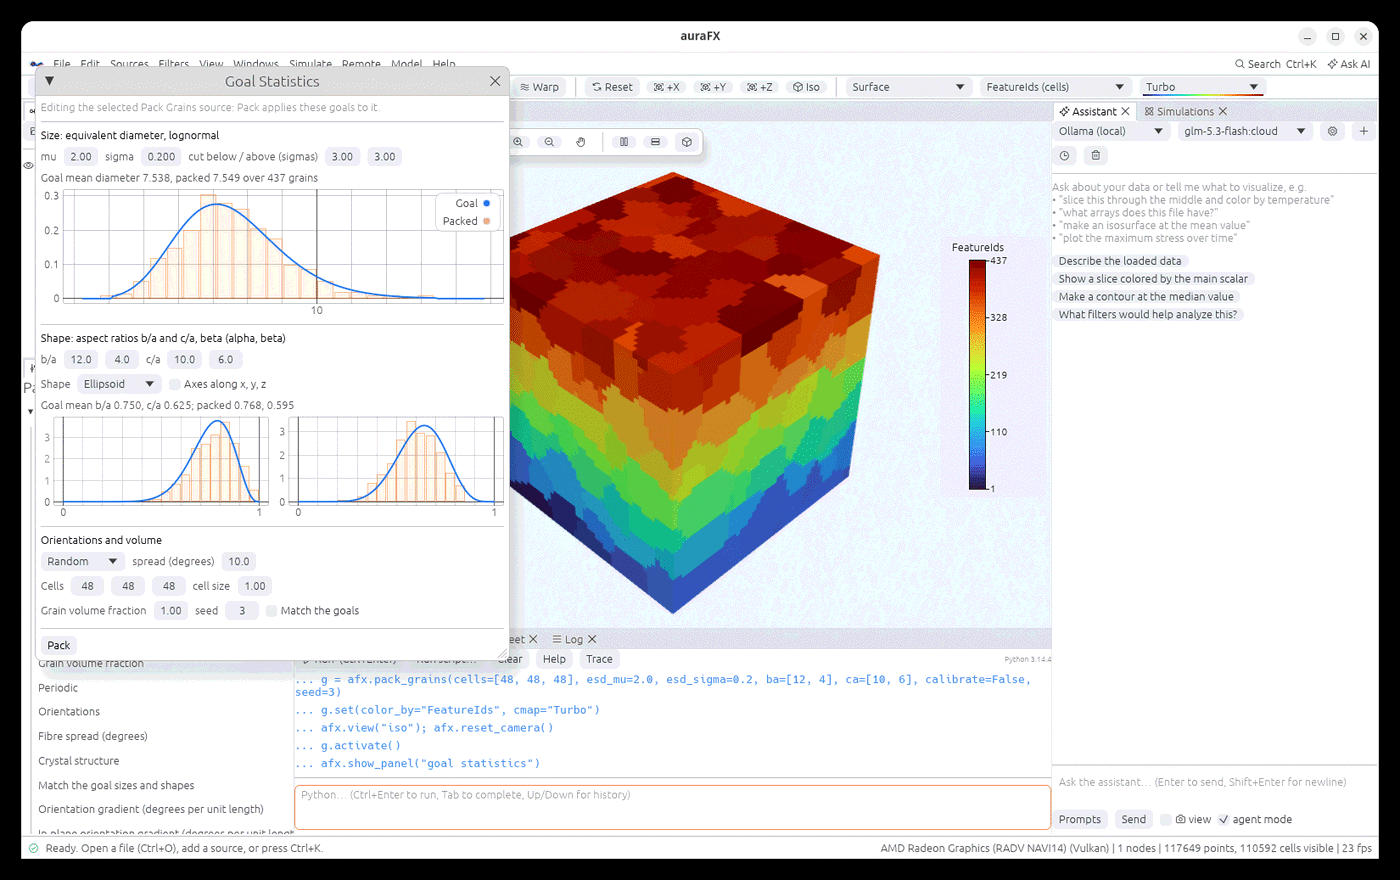 auraFX
File Edit Sources Filters View Windows Simulate Remote Model Help
Search Ctrl+K Ask AI
Goal Statistics
Warp Reset +X +Y +Z Iso Surface FeatureIds (cells) Turbo
Editing the selected Pack Grains source: Pack applies these goals to it.
Assistant Simulations
Ollama (local) glm-5.3-flash:cloud
Size: equivalent diameter, lognormal
mu 2.00 sigma 0.200 cut below / above (sigmas) 3.00 3.00
Goal mean diameter 7.538, packed 7.549 over 437 grains
0.3
0.2
0.1
0
10
Goal
Packed
Shape: aspect ratios b/a and c/a, beta (alpha, beta)
b/a 12.0 4.0 c/a 10.0 6.0
Shape Ellipsoid Axes along x, y, z
Goal mean b/a 0.750, c/a 0.625; packed 0.768, 0.595
3
2
1
0
0 1
3
2
1
0
0 1
Orientations and volume
Random spread (degrees) 10.0
Cells 48 48 48 cell size 1.00
Grain volume fraction 1.00 seed 3 Match the goals
Pack
Grain volume fraction
Periodic
Orientations
Fibre spread (degrees)
Crystal structure
Match the goal sizes and shapes
Orientation gradient (degrees per unit length)
In-plane orientation gradient (degrees per unit lengt
FeatureIds
437
328
219
110
1
eet Log
Run (Ctrl+Enter) Run script... Clear Help Trace Python 3.14.4
... g = afx.pack_grains(cells=[48, 48, 48], esd_mu=2.0, esd_sigma=0.2, ba=[12, 4], ca=[10, 6], calibrate=False,
seed=3)
... g.set(color_by="FeatureIds", cmap="Turbo")
... afx.view("iso"); afx.reset_camera()
... g.activate()
... afx.show_panel("goal statistics")
Python... (Ctrl+Enter to run, Tab to complete, Up/Down for history)
Ask about your data or tell me what to visualize, e.g.
• "slice this through the middle and color by temperature"
• "what arrays does this file have?"
• "make an isosurface at the mean value"
• "plot the maximum stress over time"
Describe the loaded data
Show a slice colored by the main scalar
Make a contour at the median value
What filters would help analyze this?
Ask the assistant... (Enter to send, Shift+Enter for newline)
Prompts Send view agent mode
Ready. Open a file (Ctrl+O), add a source, or press Ctrl+K.
AMD Radeon Graphics (RADV NAVI14) (Vulkan) | 1 nodes | 117649 points, 110592 cells visible | 23 fps